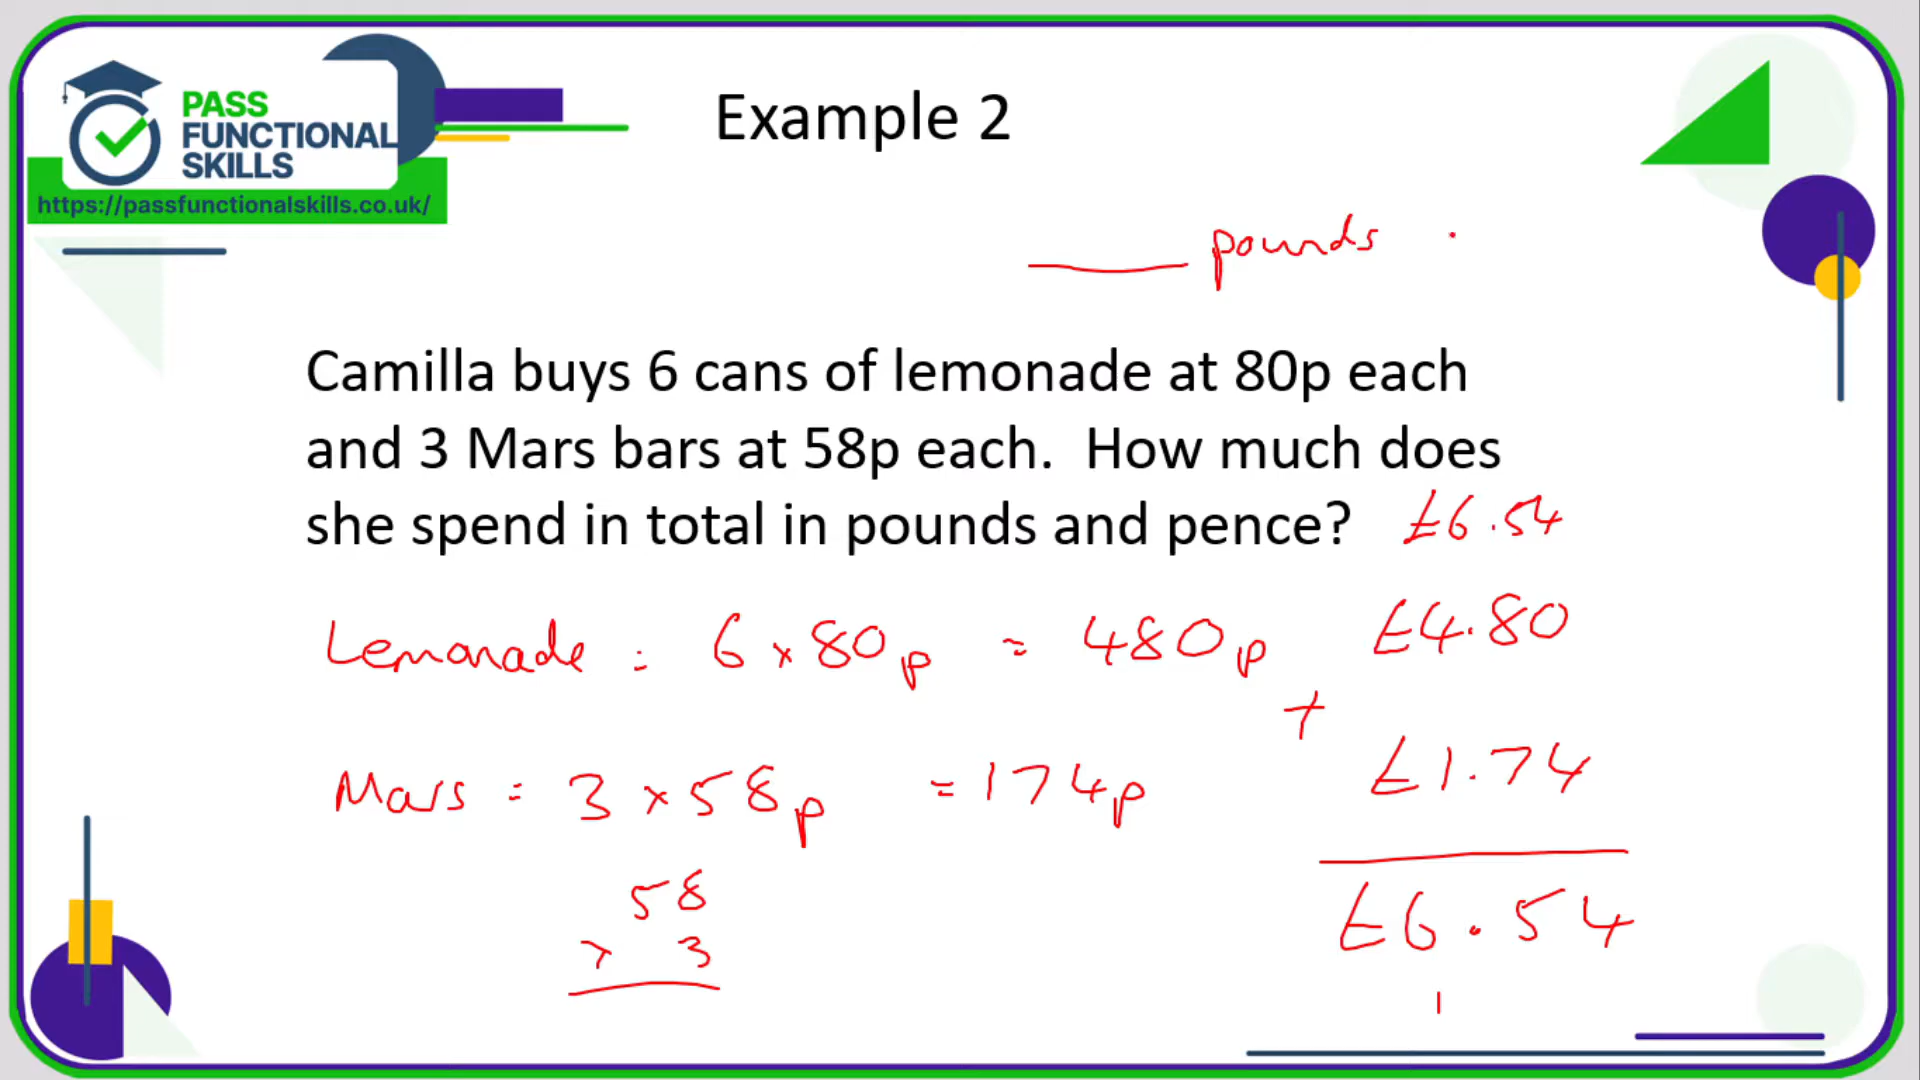 PASS
FUNCTIONAL
SKILLS
https://passfunctionalskills.co.uk/
Example 2
____ pounds .
Camilla buys 6 cans of lemonade at 80p each
and 3 Mars bars at 58p each. How much does
she spend in total in pounds and pence? £6.54
Lemonade = 6 × 80p = 480p £4.80
+
Mars = 3 × 58p = 174p £1.74
58
× 3
£6.54
1